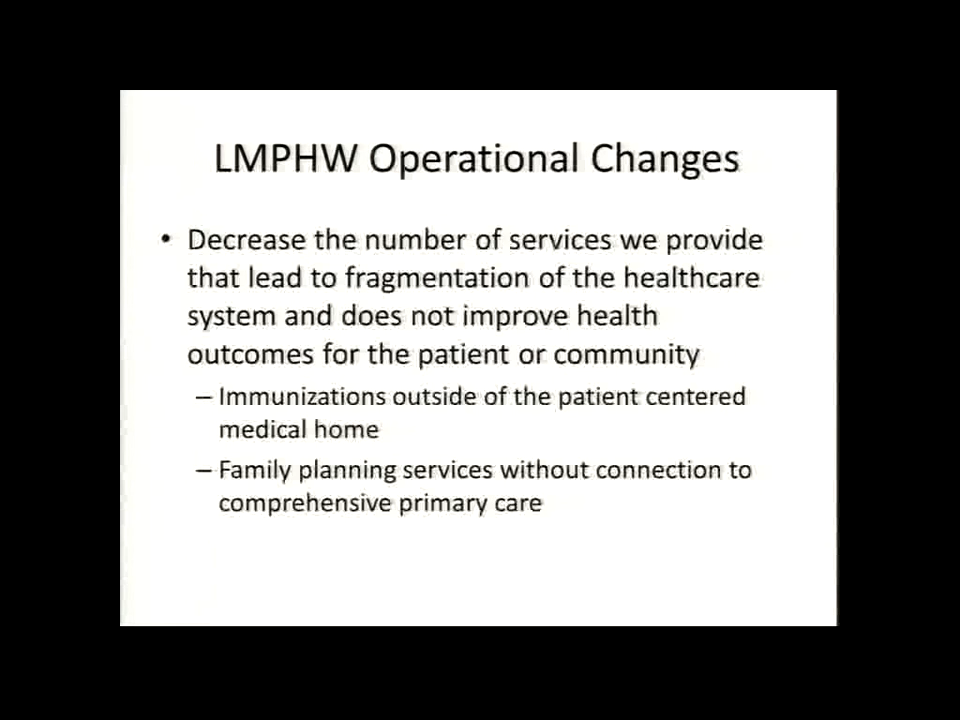 LMPHW Operational Changes
• Decrease the number of services we provide
that lead to fragmentation of the healthcare
system and does not improve health
outcomes for the patient or community
– Immunizations outside of the patient centered
medical home
– Family planning services without connection to
comprehensive primary care